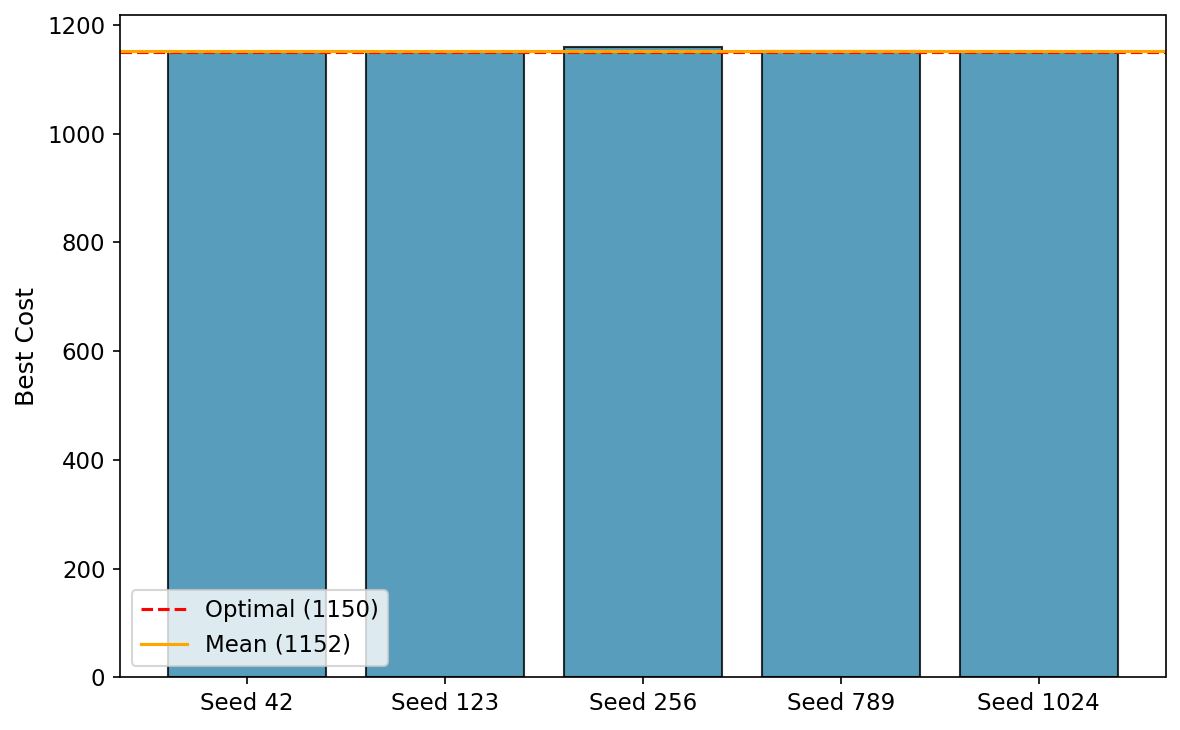 1200
1000
800
600
400
200
0
Best Cost
Optimal (1150)
Mean (1152)
Seed 42
Seed 123
Seed 256
Seed 789
Seed 1024